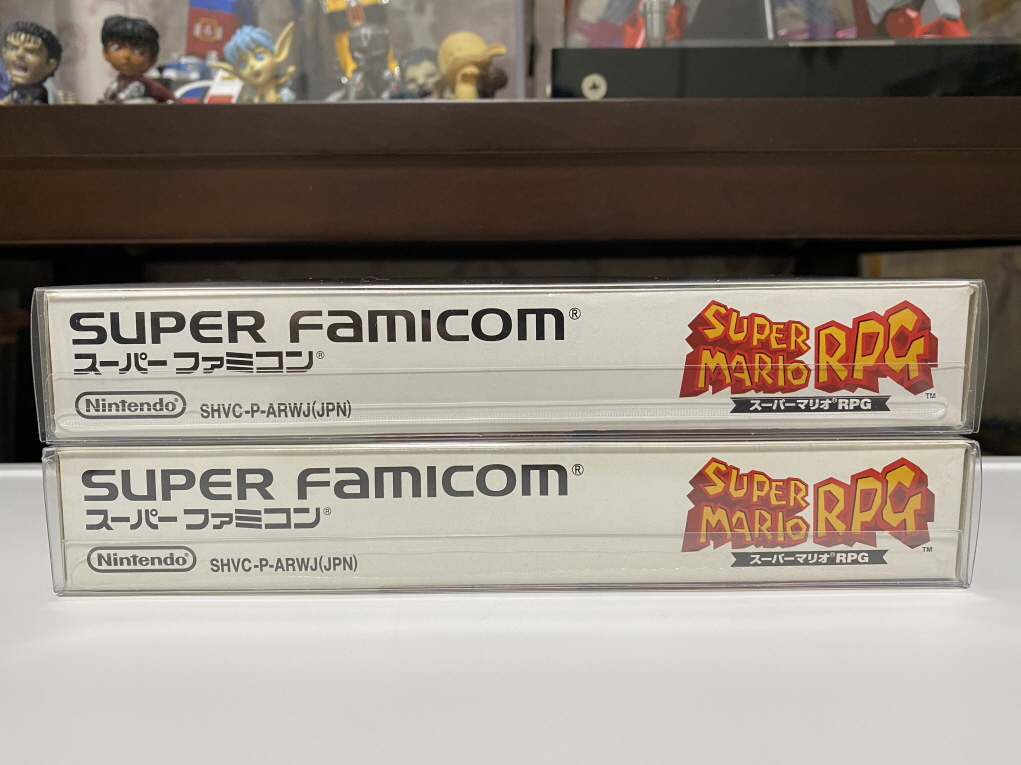 SUPER FAMICOM®
スーパーファミコン®
Nintendo®
SHVC-P-ARWJ(JPN)
SUPER
MARIO RPG
スーパーマリオ®RPG
TM
SUPER FAMICOM®
スーパーファミコン®
Nintendo®
SHVC-P-ARWJ(JPN)
SUPER
MARIO RPG
スーパーマリオ®RPG
TM